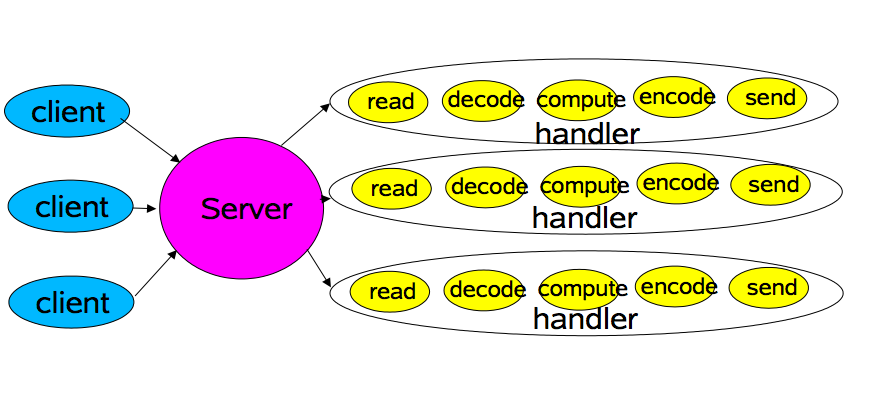 client
client
client
Server
read decode compute encode send
handler
read decode compute encode send
handler
read decode compute encode send
handler